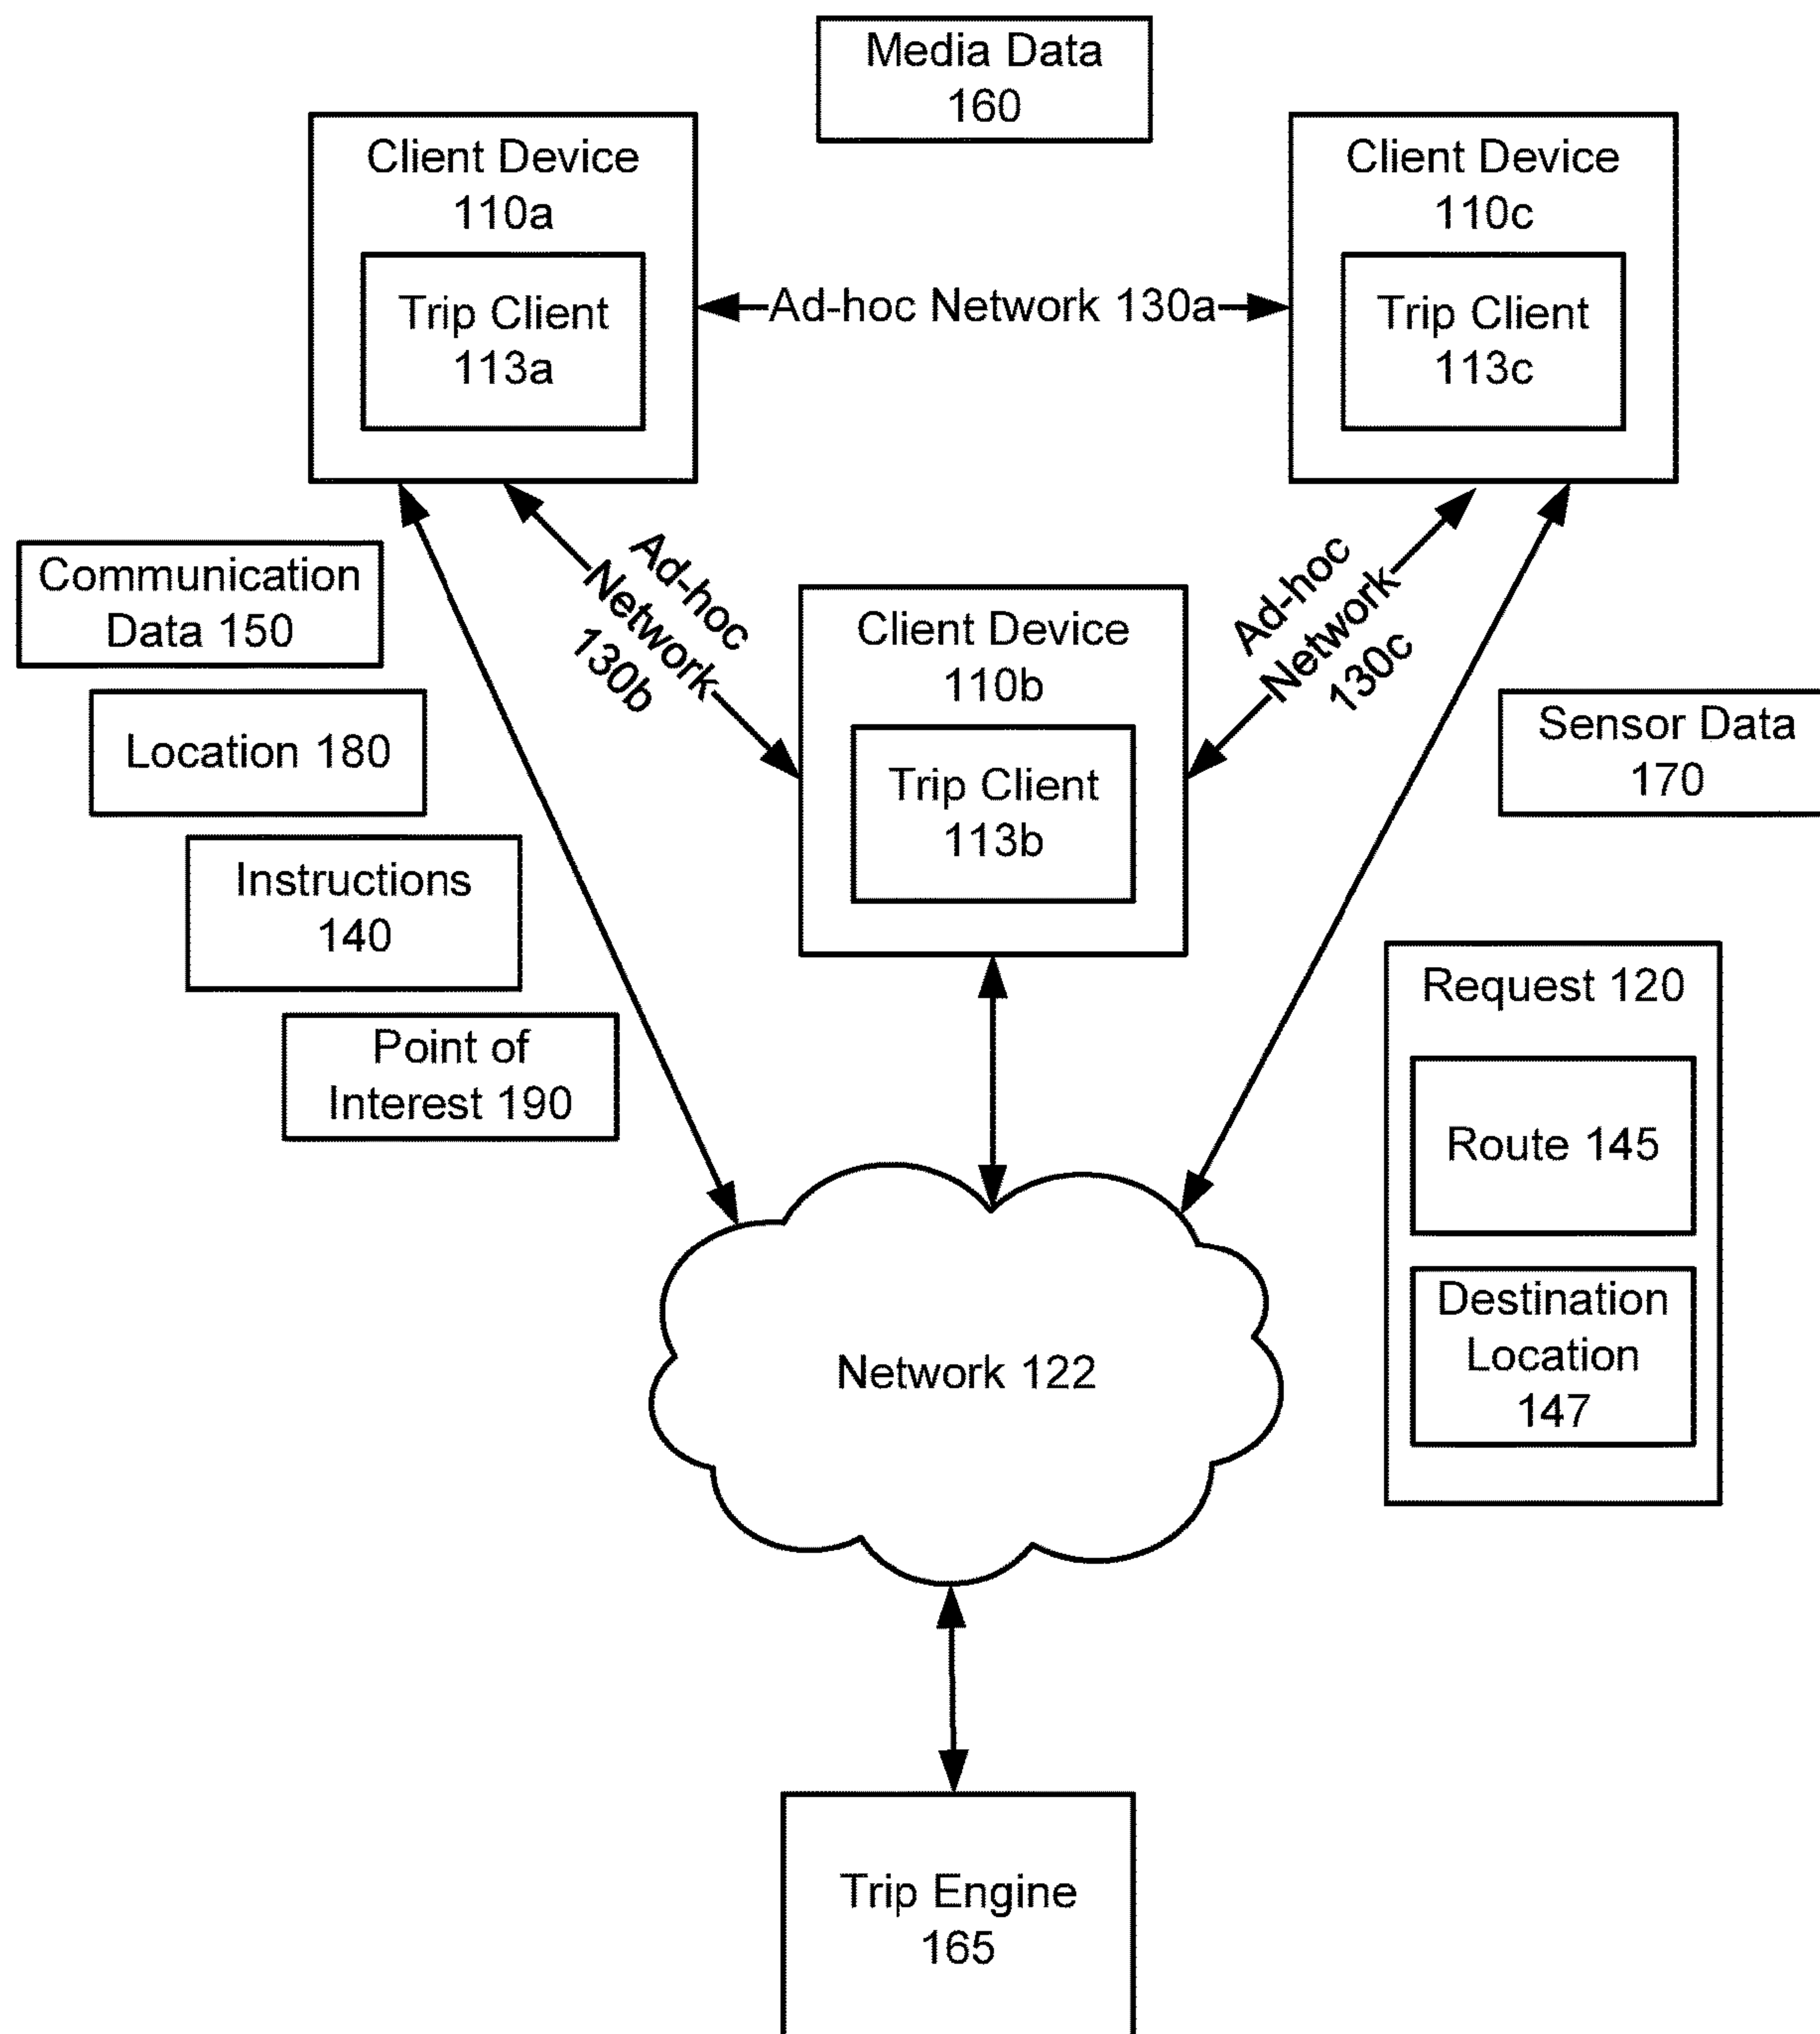 Media Data
160
Client Device
110a
Trip Client
113a
Ad-hoc Network 130a
Client Device
110c
Trip Client
113c
Communication
Data 150
Ad-hoc
Network
130b
Client Device
110b
Trip Client
113b
Ad-hoc
Network
130c
Location 180
Sensor Data
170
Instructions
140
Point of
Interest 190
Request 120
Route 145
Destination
Location
147
Network 122
Trip Engine
165